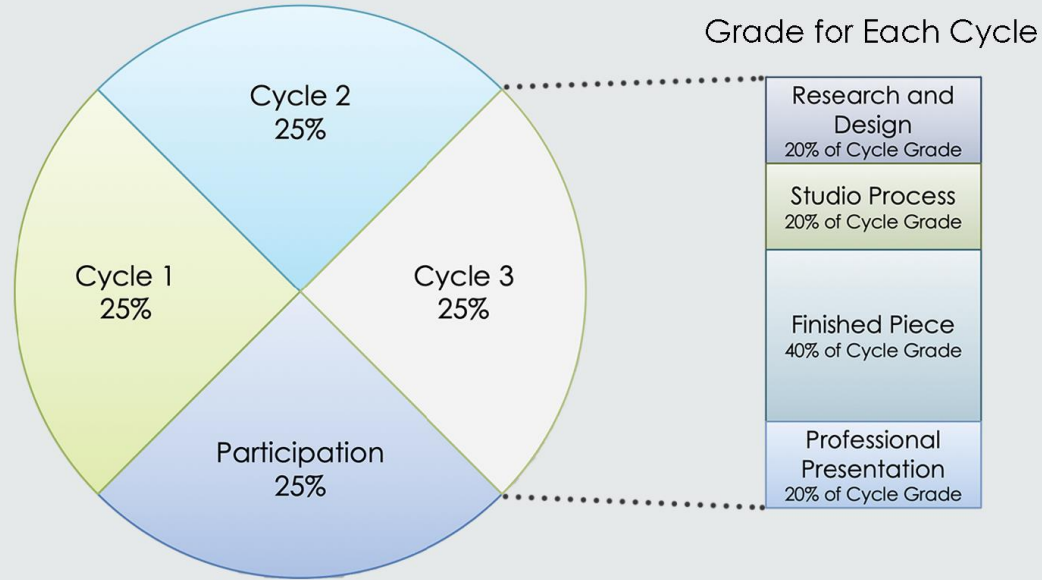 Grade for Each Cycle
Cycle 2
25%
Cycle 1
25%
Cycle 3
25%
Participation
25%
Research and
Design
20% of Cycle Grade
Studio Process
20% of Cycle Grade
Finished Piece
40% of Cycle Grade
Professional
Presentation
20% of Cycle Grade